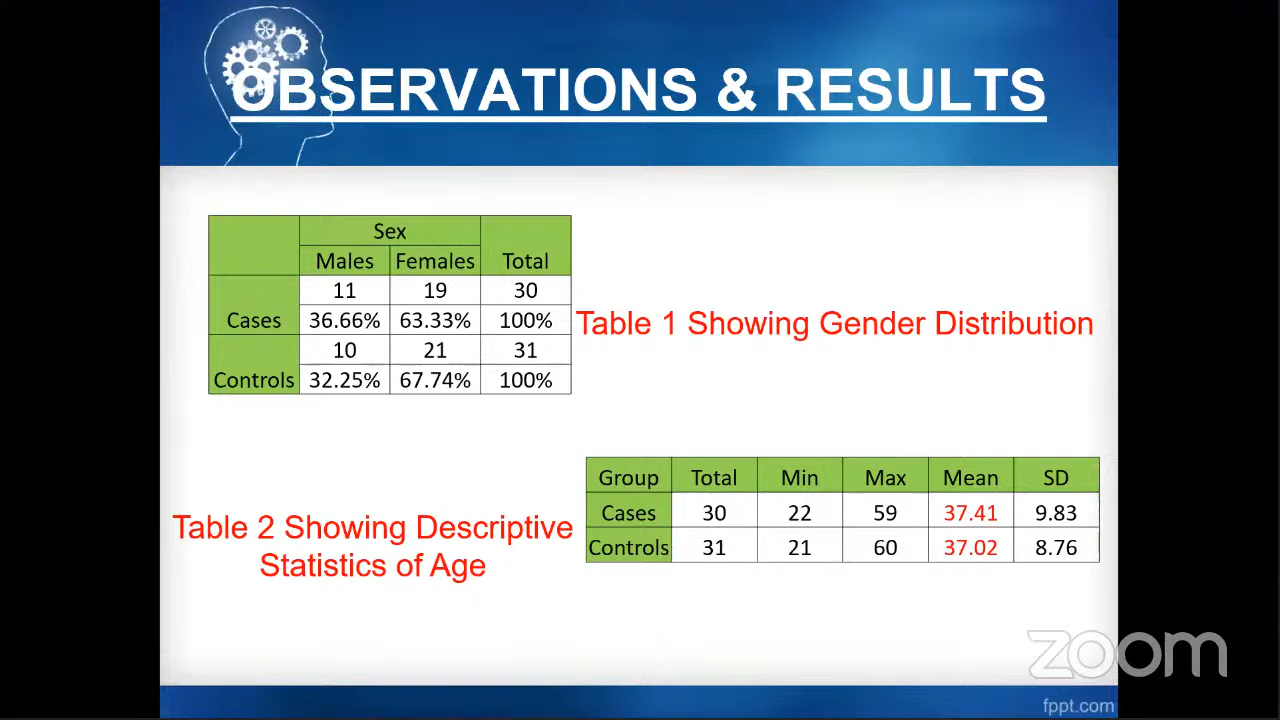 OBSERVATIONS & RESULTS
Sex
Males Females Total
11 19 30
Cases 36.66% 63.33% 100%
10 21 31
Controls 32.25% 67.74% 100%
Table 1 Showing Gender Distribution
Table 2 Showing Descriptive
Statistics of Age
Group Total Min Max Mean SD
Cases 30 22 59 37.41 9.83
Controls 31 21 60 37.02 8.76
zoom
fppt.com